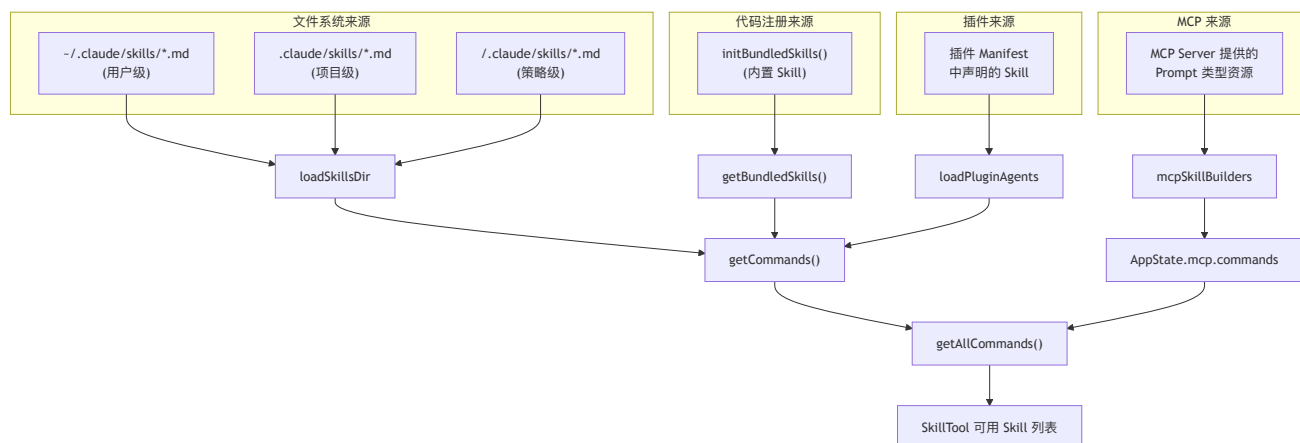 文件系统来源
代码注册来源
插件来源
MCP 来源
~/.claude/skills/*.md
(用户级)
.claude/skills/*.md
(项目级)
/.claude/skills/*.md
(策略级)
initBundledSkills()
(内置 Skill)
插件 Manifest
中声明的 Skill
MCP Server 提供的
Prompt 类型资源
loadSkillsDir
getBundledSkills()
loadPluginAgents
mcpSkillBuilders
getCommands()
AppState.mcp.commands
getAllCommands()
SkillTool 可用 Skill 列表